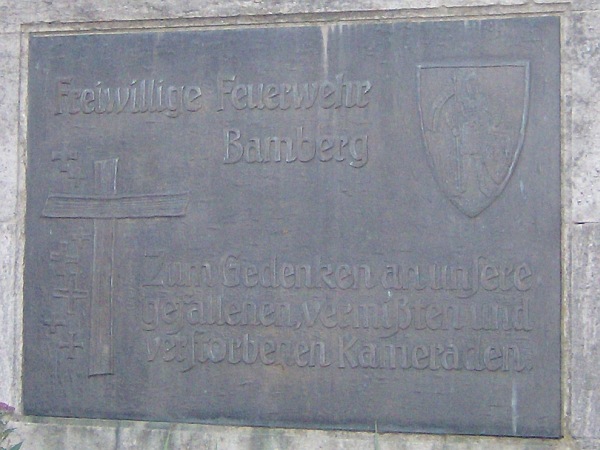 Freiwillige Feuerwehr
Bamberg
Zum Gedenken an unsere
gefallenen, vermißten und
verstorbenen Kameraden.